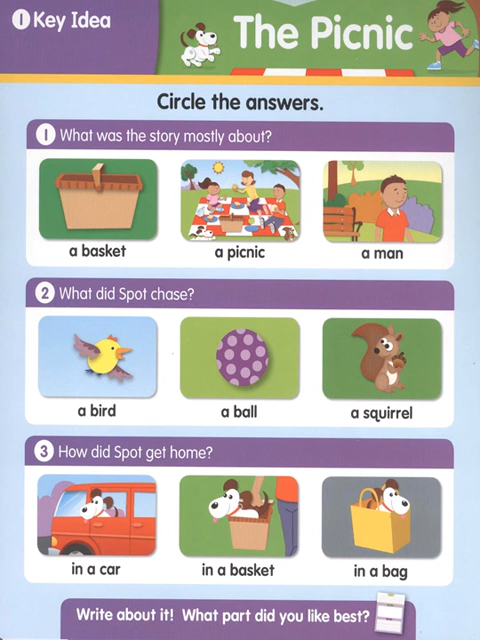 1 Key Idea
The Picnic
Circle the answers.
1 What was the story mostly about?
a basket
a picnic
a man
2 What did Spot chase?
a bird
a ball
a squirrel
3 How did Spot get home?
in a car
in a basket
in a bag
Write about it! What part did you like best?